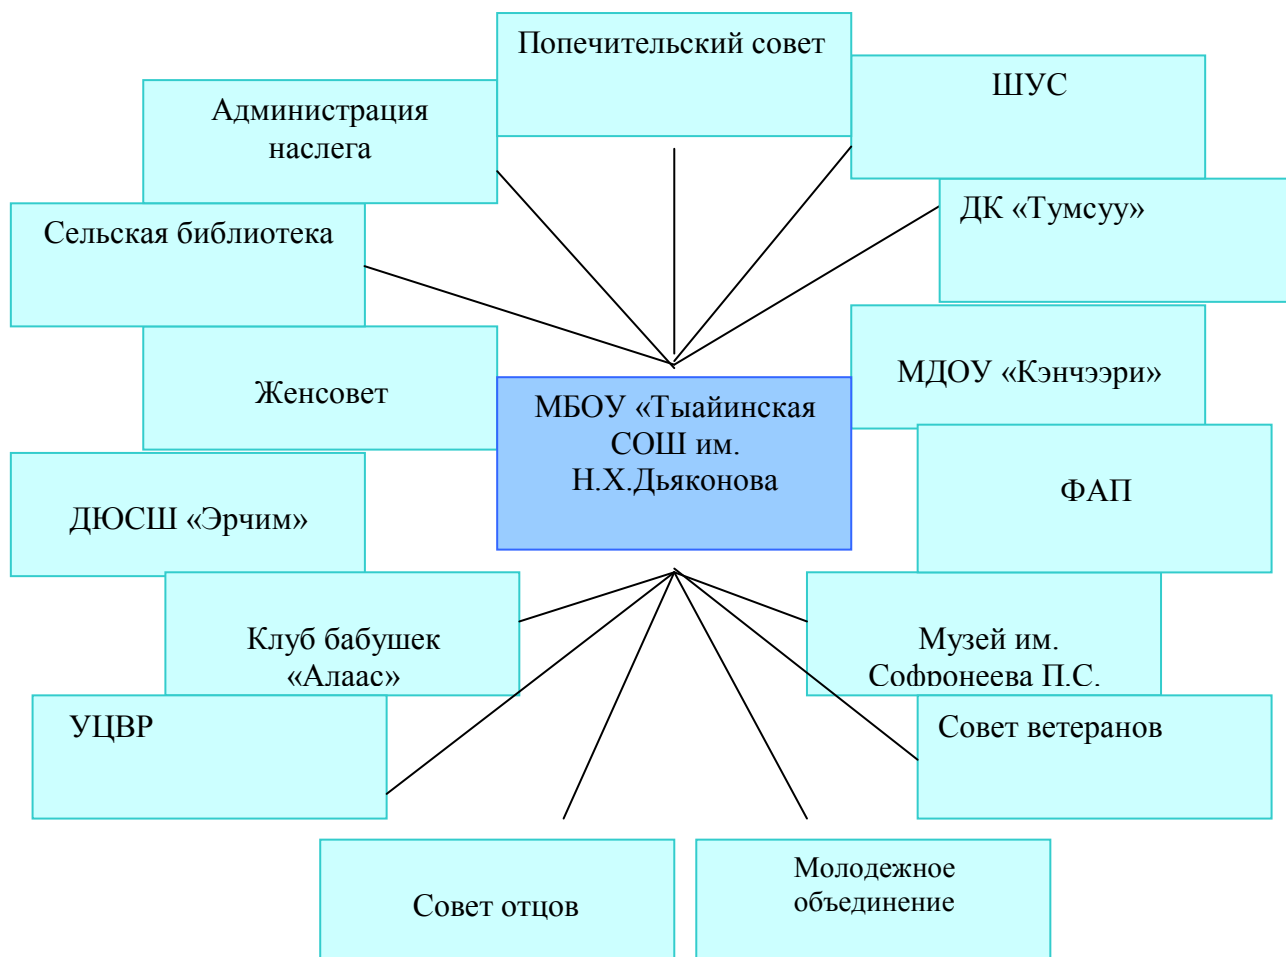 Попечительский совет
ШУС
Администрация
наслега
ДК «Тумсуу»
Сельская библиотека
МДОУ «Кэнчээри»
Женсовет
МБОУ «Тыайинская
СОШ им.
Н.Х.Дьяконова
ФАП
ДЮСШ «Эрчим»
Клуб бабушек
«Алаас»
Музей им.
Софронеева П.С.
УЦВР
Совет ветеранов
Совет отцов
Молодежное
объединение